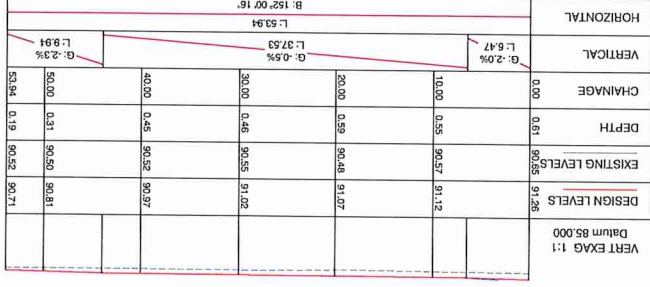 VERT EXAG 1:1
Datum 85.000
DESIGN LEVELS 91.26 91.12 91.07 91.02 90.97 90.81 90.71
EXISTING LEVELS 90.65 90.57 90.48 90.55 90.52 90.50 90.52
DEPTH 0.61 0.55 0.59 0.46 0.45 0.31 0.19
CHAINAGE 0.00 10.00 20.00 30.00 40.00 50.00 53.94
VERTICAL
G: -2.0%
L: 6.47
G: -0.5%
L: 37.53
G: -2.3%
L: 9.94
HORIZONTAL
L: 53.94
B: 152° 00' 16"